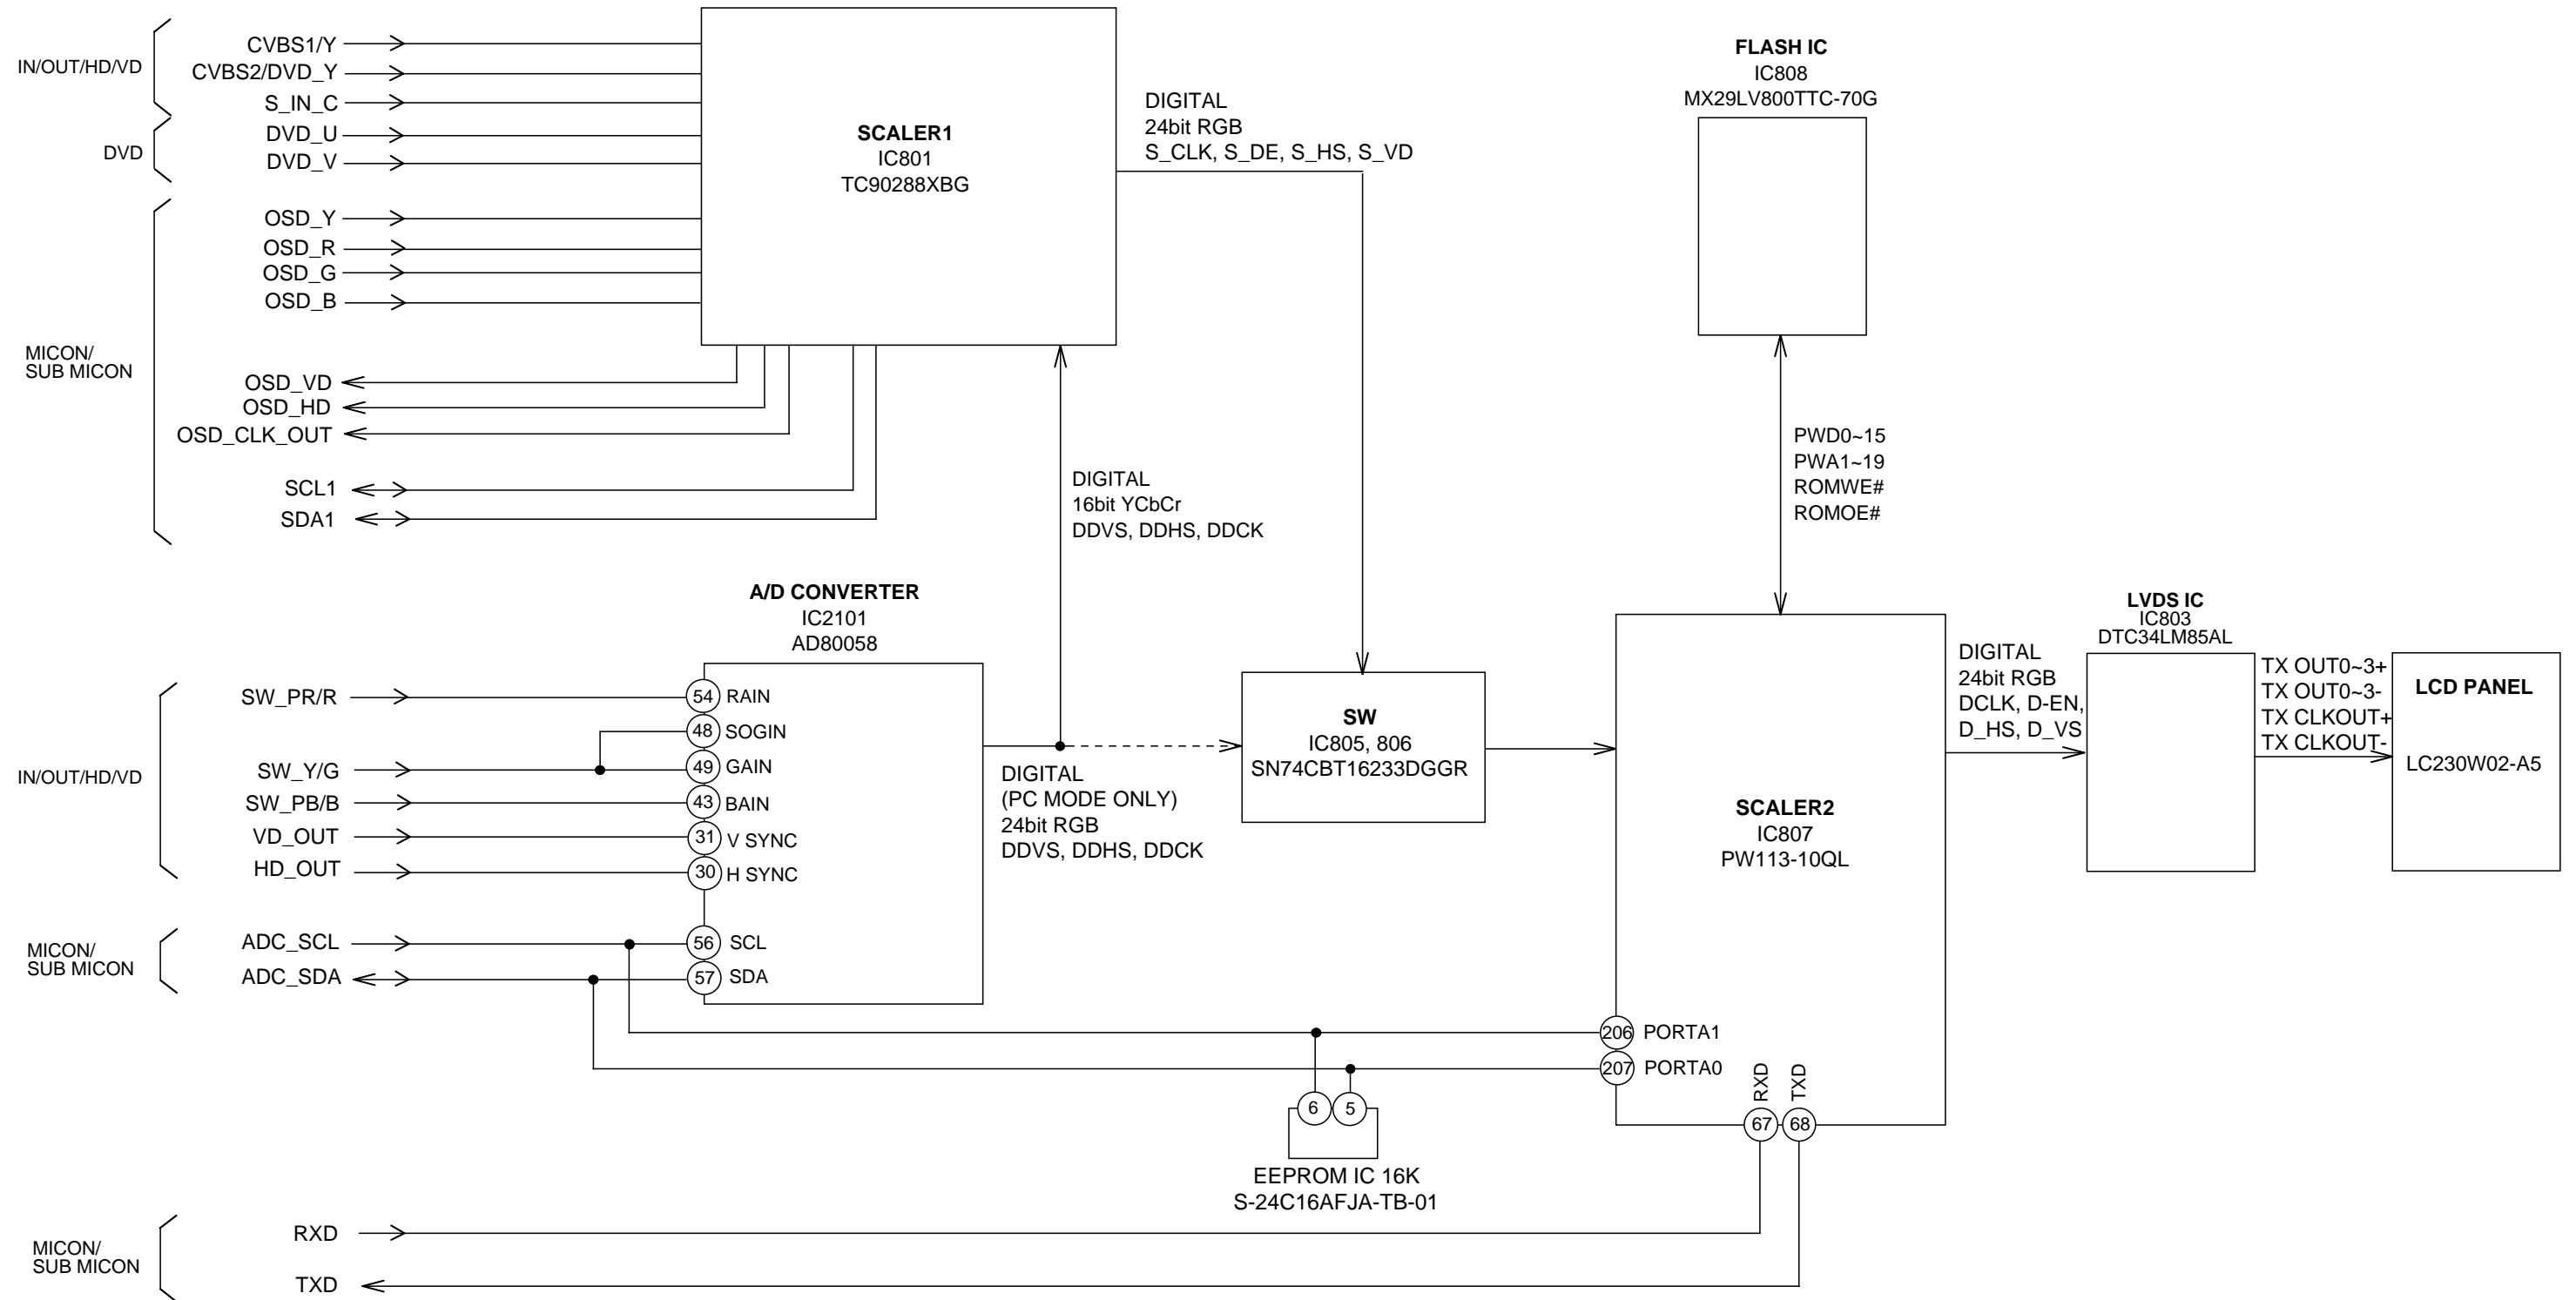 IN/OUT/HD/VD
CVBS1/Y
CVBS2/DVD_Y
S_IN_C
DVD
DVD_U
DVD_V
MICON/
SUB MICON
OSD_Y
OSD_R
OSD_G
OSD_B
OSD_VD
OSD_HD
OSD_CLK_OUT
SCL1
SDA1
SCALER1
IC801
TC90288XBG
DIGITAL
24bit RGB
S_CLK, S_DE, S_HS, S_VD
FLASH IC
IC808
MX29LV800TTC-70G
PWD0~15
PWA1~19
ROMWE#
ROMOE#
DIGITAL
16bit YCbCr
DDVS, DDHS, DDCK
A/D CONVERTER
IC2101
AD80058
IN/OUT/HD/VD
SW_PR/R
SW_Y/G
SW_PB/B
VD_OUT
HD_OUT
54 RAIN
48 SOGIN
49 GAIN
43 BAIN
31 V SYNC
30 H SYNC
MICON/
SUB MICON
ADC_SCL
ADC_SDA
56 SCL
57 SDA
DIGITAL
(PC MODE ONLY)
24bit RGB
DDVS, DDHS, DDCK
SW
IC805, 806
SN74CBT16233DGGR
SCALER2
IC807
PW113-10QL
206 PORTA1
207 PORTA0
RXD
TXD
67
68
DIGITAL
24bit RGB
DCLK, D-EN,
D_HS, D_VS
LVDS IC
IC803
DTC34LM85AL
TX OUT0~3+
TX OUT0~3-
TX CLKOUT+
TX CLKOUT-
LCD PANEL
LC230W02-A5
6
5
EEPROM IC 16K
S-24C16AFJA-TB-01
MICON/
SUB MICON
RXD
TXD